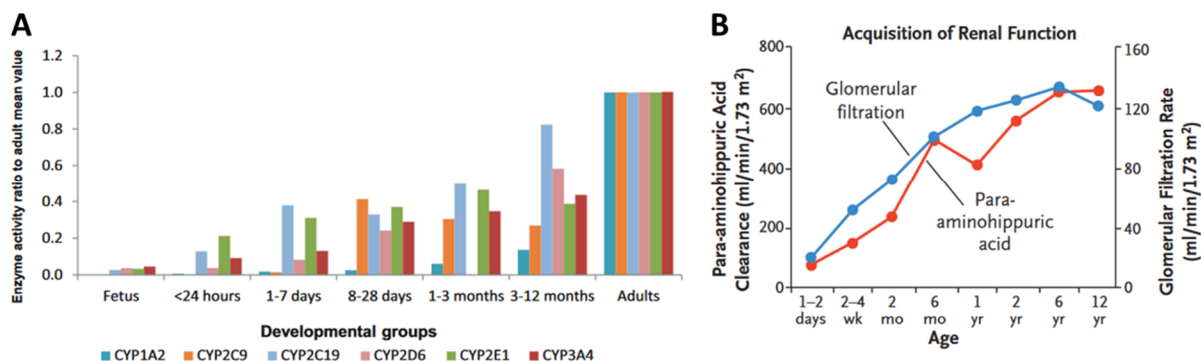 A
Enzyme activity ratio to adult mean value
1.2
1.0
0.8
0.6
0.4
0.2
0.0
Fetus <24 hours 1-7 days 8-28 days 1-3 months 3-12 months Adults
Developmental groups
CYP1A2 CYP2C9 CYP2C19 CYP2D6 CYP2E1 CYP3A4
B
Acquisition of Renal Function
Para-aminohippuric Acid
Clearance (ml/min/1.73 m²)
800
600
400
200
0
Glomerular
filtration
Para-
aminohippuric
acid
160
120
80
40
0
Glomerular Filtration Rate
(ml/min/1.73 m²)
1–2 2–4 2 6 1 2 6 12
days wk mo mo yr yr yr yr
Age